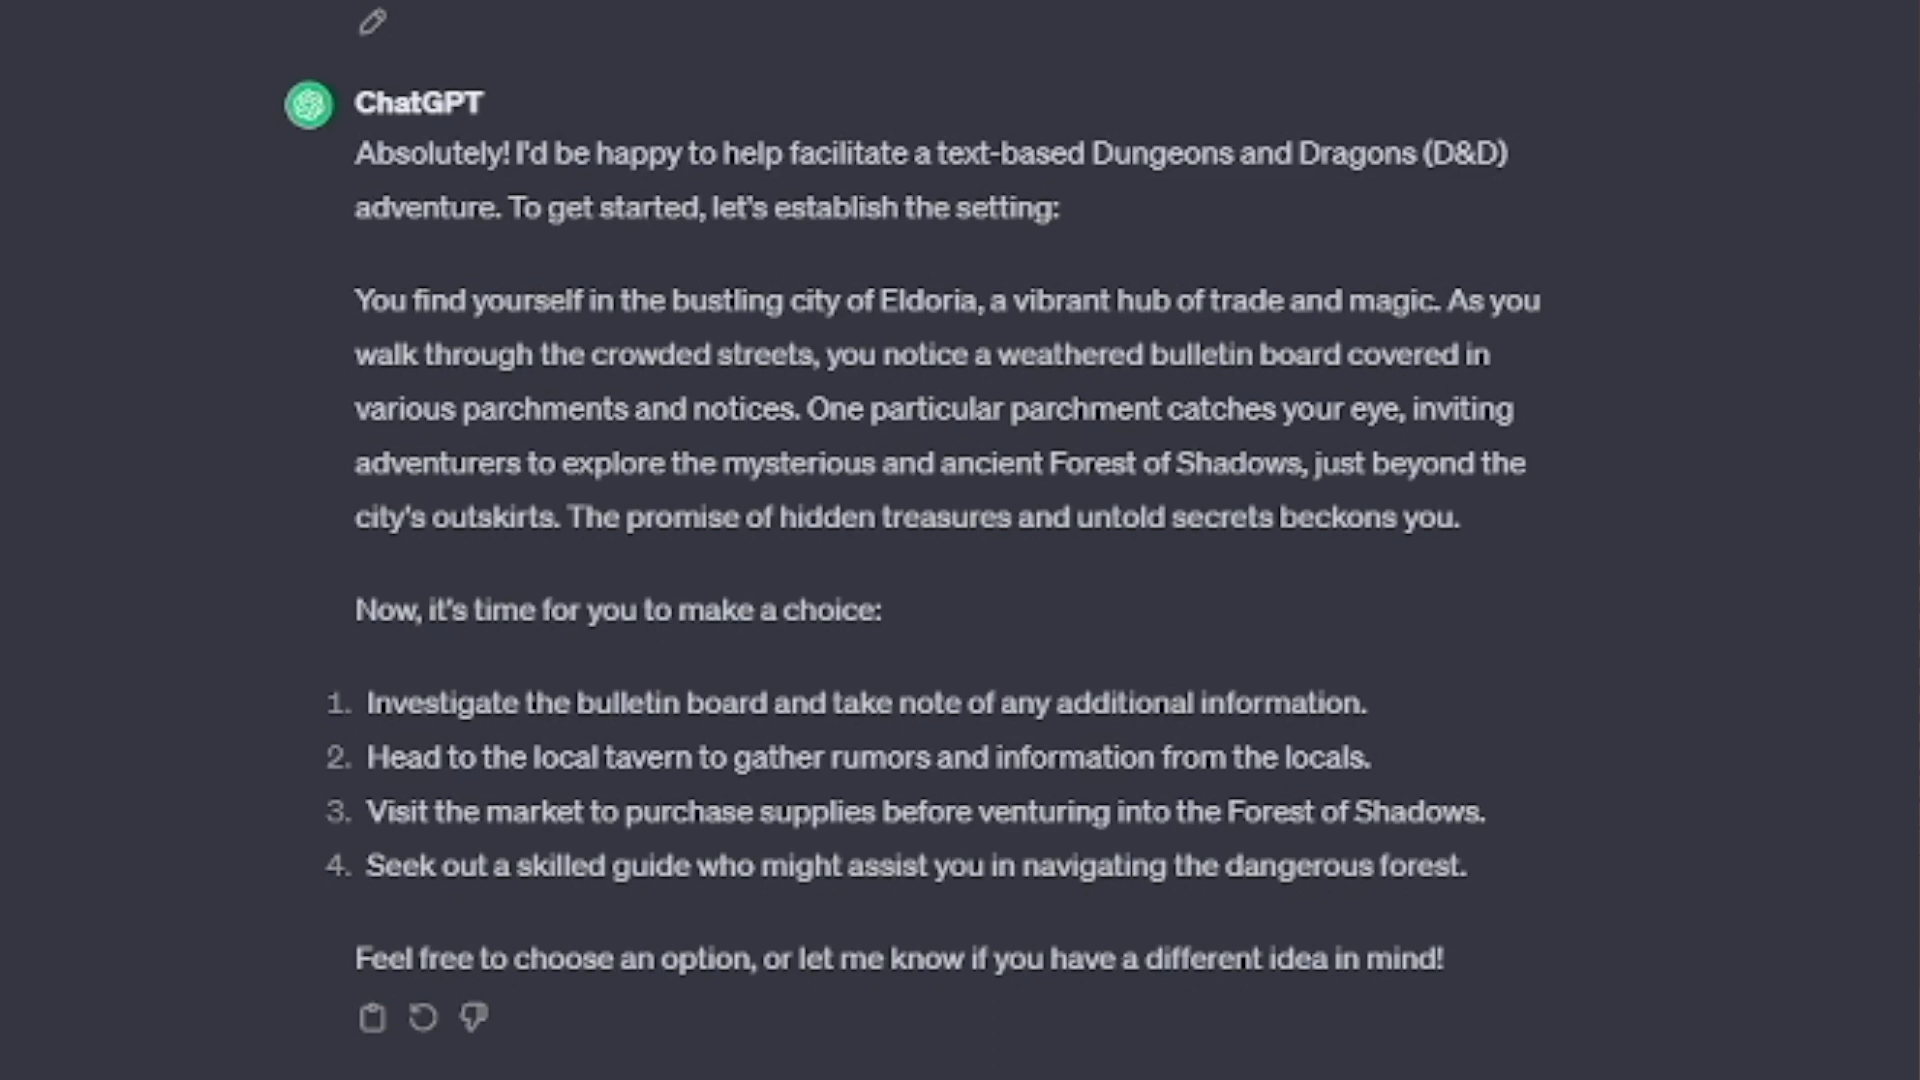 ChatGPT
Absolutely! I'd be happy to help facilitate a text-based Dungeons and Dragons (D&D)
adventure. To get started, let's establish the setting:
You find yourself in the bustling city of Eldoria, a vibrant hub of trade and magic. As you
walk through the crowded streets, you notice a weathered bulletin board covered in
various parchments and notices. One particular parchment catches your eye, inviting
adventurers to explore the mysterious and ancient Forest of Shadows, just beyond the
city's outskirts. The promise of hidden treasures and untold secrets beckons you.
Now, it's time for you to make a choice:
1. Investigate the bulletin board and take note of any additional information.
2. Head to the local tavern to gather rumors and information from the locals.
3. Visit the market to purchase supplies before venturing into the Forest of Shadows.
4. Seek out a skilled guide who might assist you in navigating the dangerous forest.
Feel free to choose an option, or let me know if you have a different idea in mind!